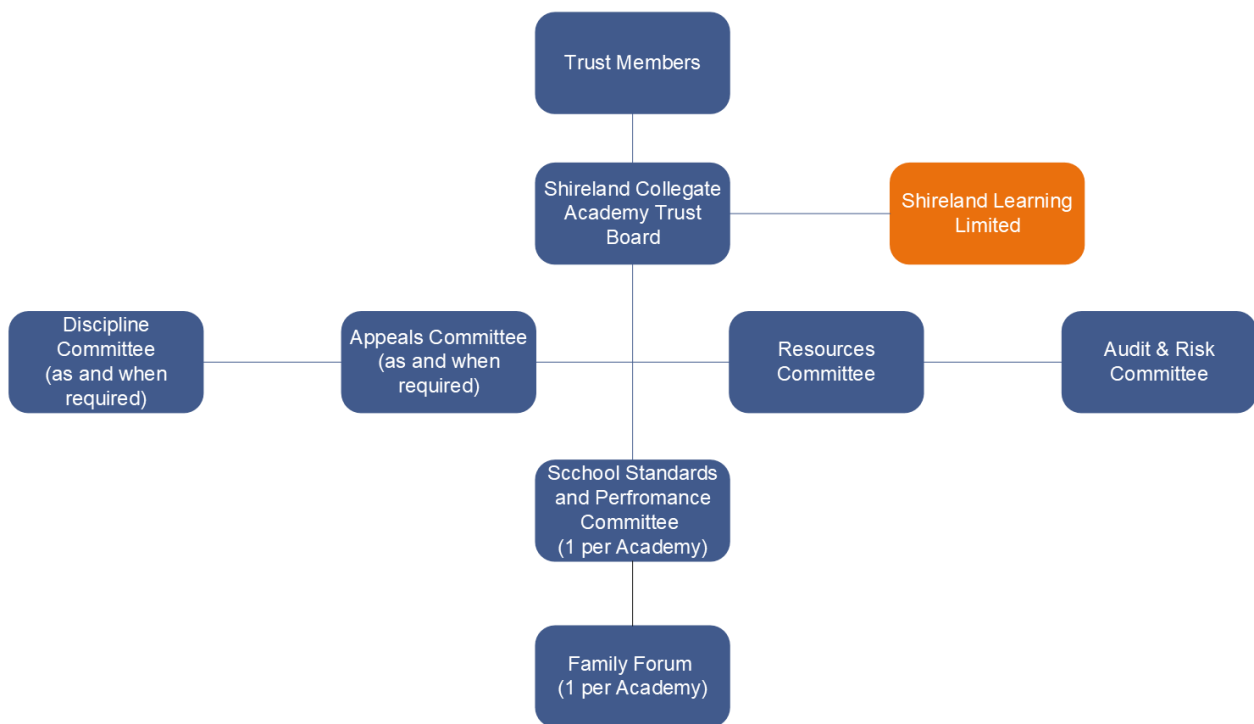 Trust Members
Shireland Collegate
Academy Trust
Board
Shireland Learning
Limited
Discipline
Committee
(as and when
required)
Appeals Committee
(as and when
required)
Resources
Committee
Audit & Risk
Committee
Scchool Standards
and Perfromance
Committee
(1 per Academy)
Family Forum
(1 per Academy)